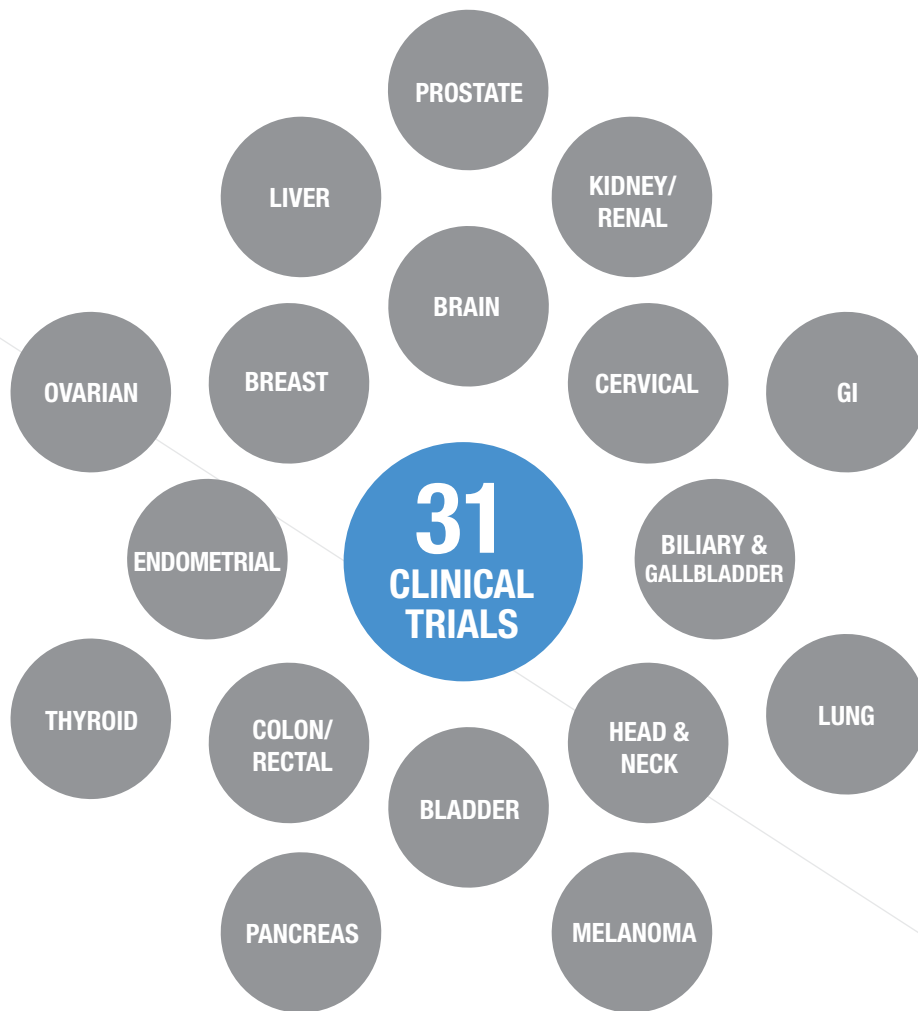 PROSTATE
LIVER
KIDNEY/
RENAL
BRAIN
OVARIAN
BREAST
CERVICAL
GI
31
CLINICAL
TRIALS
ENDOMETRIAL
BILIARY &
GALLBLADDER
THYROID
COLON/
RECTAL
HEAD &
NECK
LUNG
BLADDER
PANCREAS
MELANOMA